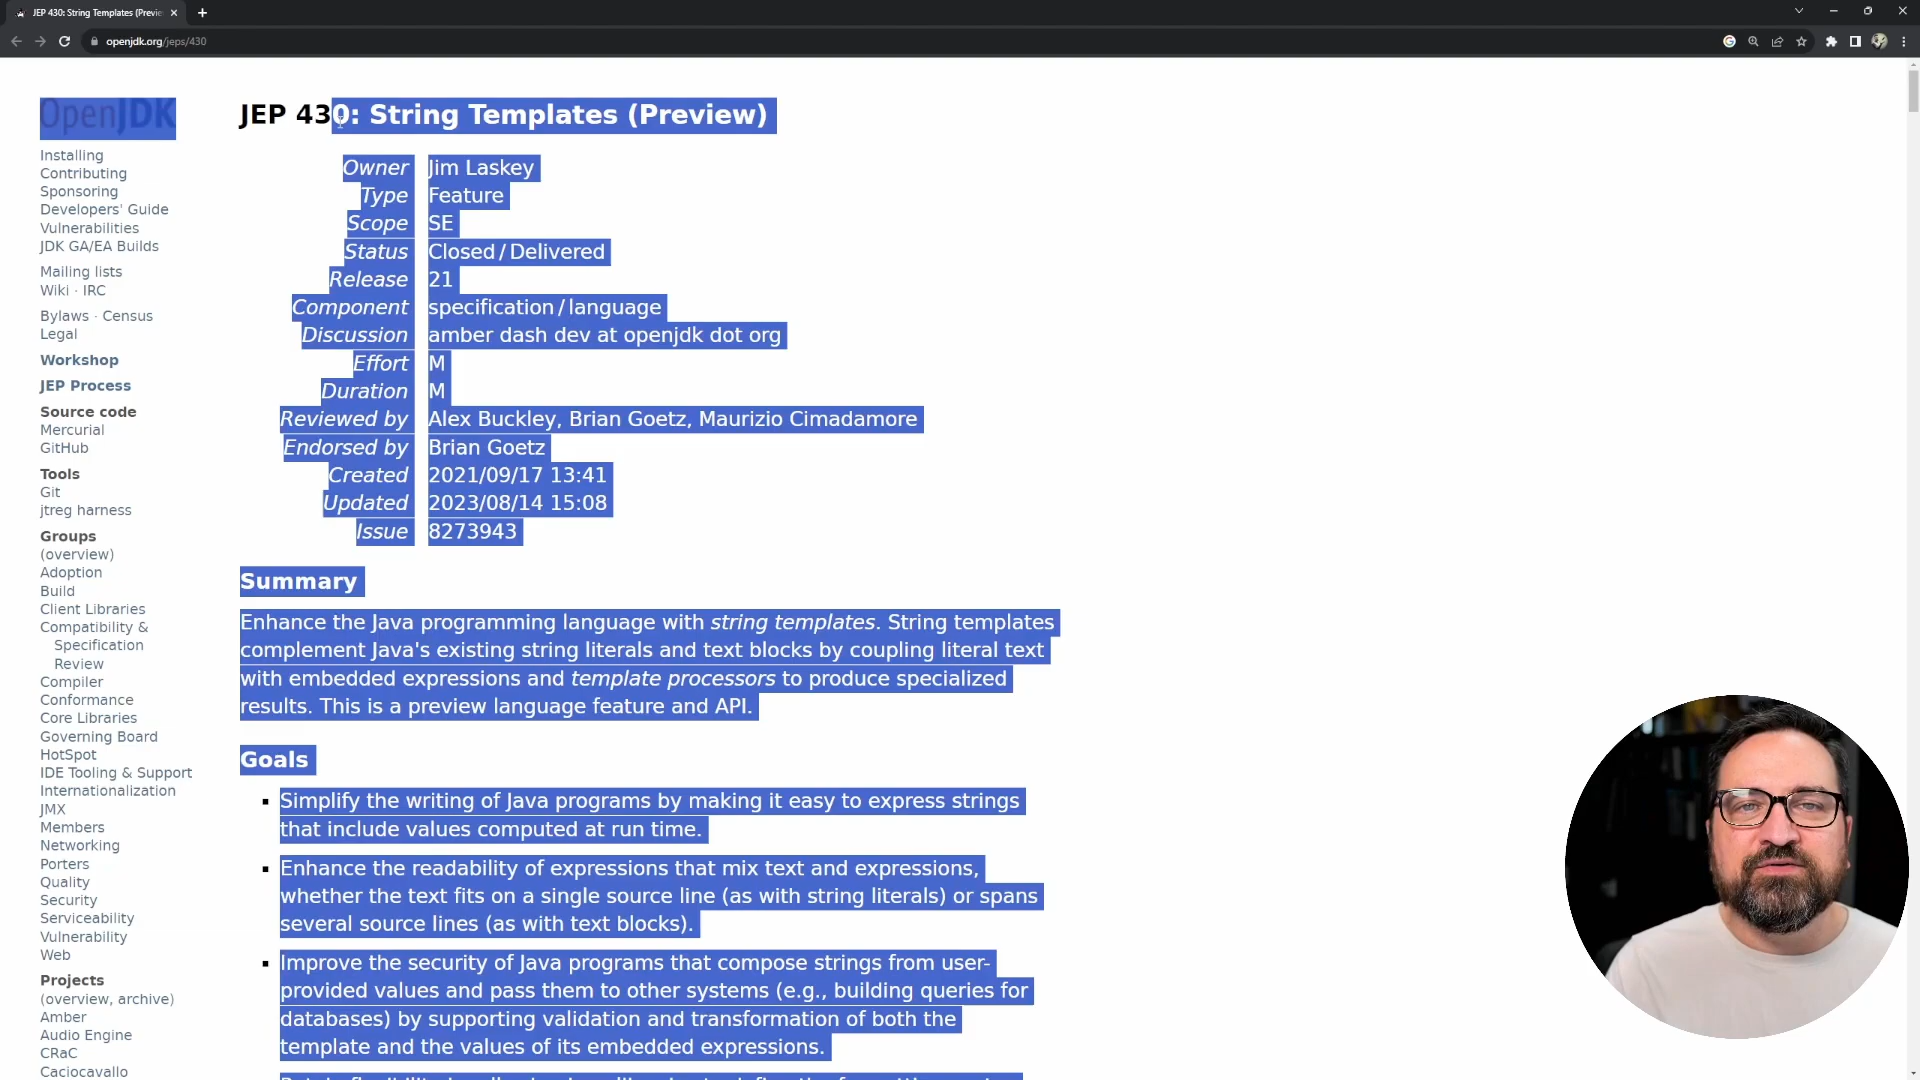 JEP 430: String Templates (Previe
openjdk.org/jeps/430
OpenJDK
Installing
Contributing
Sponsoring
Developers' Guide
Vulnerabilities
JDK GA/EA Builds
Mailing lists
Wiki · IRC
Bylaws · Census
Legal
Workshop
JEP Process
Source code
Mercurial
GitHub
Tools
Git
jtreg harness
Groups
(overview)
Adoption
Build
Client Libraries
Compatibility &
Specification
Review
Compiler
Conformance
Core Libraries
Governing Board
HotSpot
IDE Tooling & Support
Internationalization
JMX
Members
Networking
Porters
Quality
Security
Serviceability
Vulnerability
Web
Projects
(overview, archive)
Amber
Audio Engine
CRaC
Caciocavallo
JEP 430: String Templates (Preview)
Owner Jim Laskey
Type Feature
Scope SE
Status Closed / Delivered
Release 21
Component specification / language
Discussion amber dash dev at openjdk dot org
Effort M
Duration M
Reviewed by Alex Buckley, Brian Goetz, Maurizio Cimadamore
Endorsed by Brian Goetz
Created 2021/09/17 13:41
Updated 2023/08/14 15:08
Issue 8273943
Summary
Enhance the Java programming language with string templates. String templates
complement Java's existing string literals and text blocks by coupling literal text
with embedded expressions and template processors to produce specialized
results. This is a preview language feature and API.
Goals
▪ Simplify the writing of Java programs by making it easy to express strings
that include values computed at run time.
▪ Enhance the readability of expressions that mix text and expressions,
whether the text fits on a single source line (as with string literals) or spans
several source lines (as with text blocks).
▪ Improve the security of Java programs that compose strings from user-
provided values and pass them to other systems (e.g., building queries for
databases) by supporting validation and transformation of both the
template and the values of its embedded expressions.